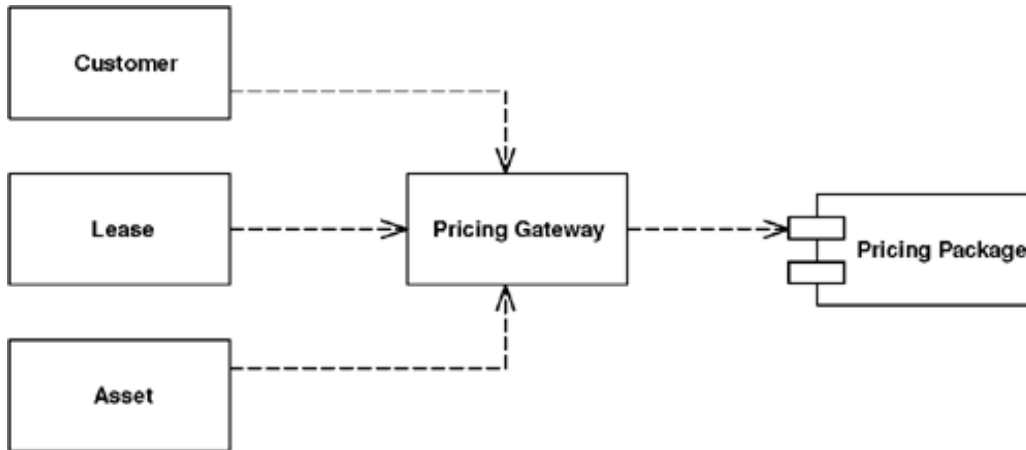 Customer
Lease
Pricing Gateway
Pricing Package
Asset